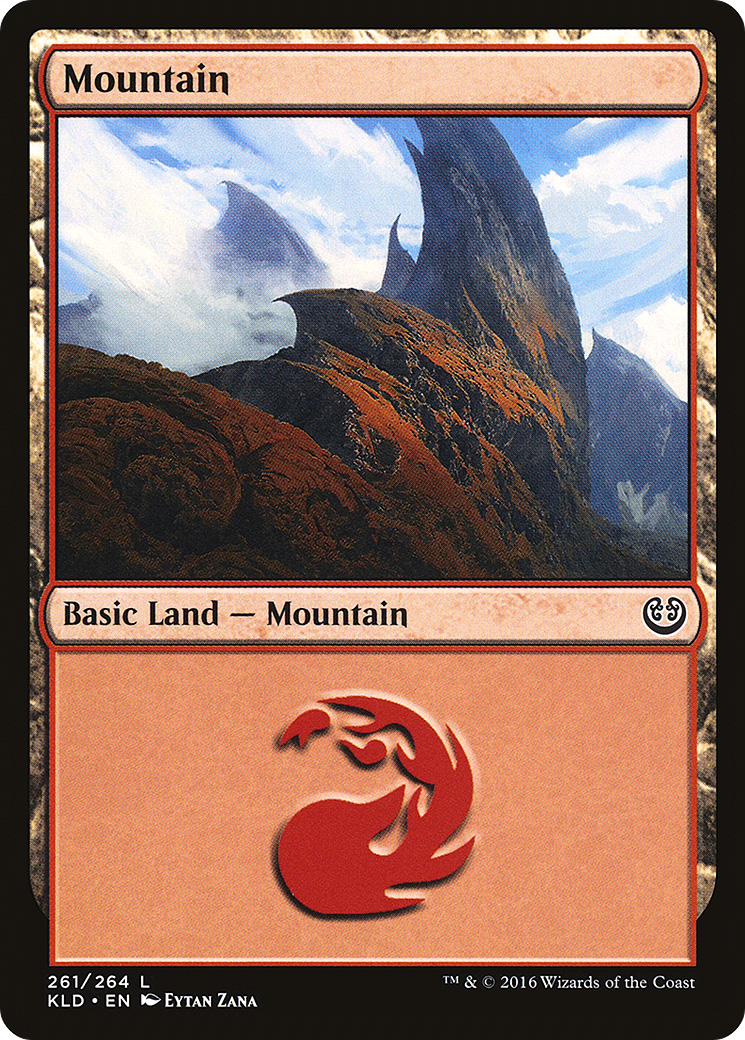 Mountain
Basic Land — Mountain
261/264 L
™ & © 2016 Wizards of the Coast
KLD • EN Eytan Zana